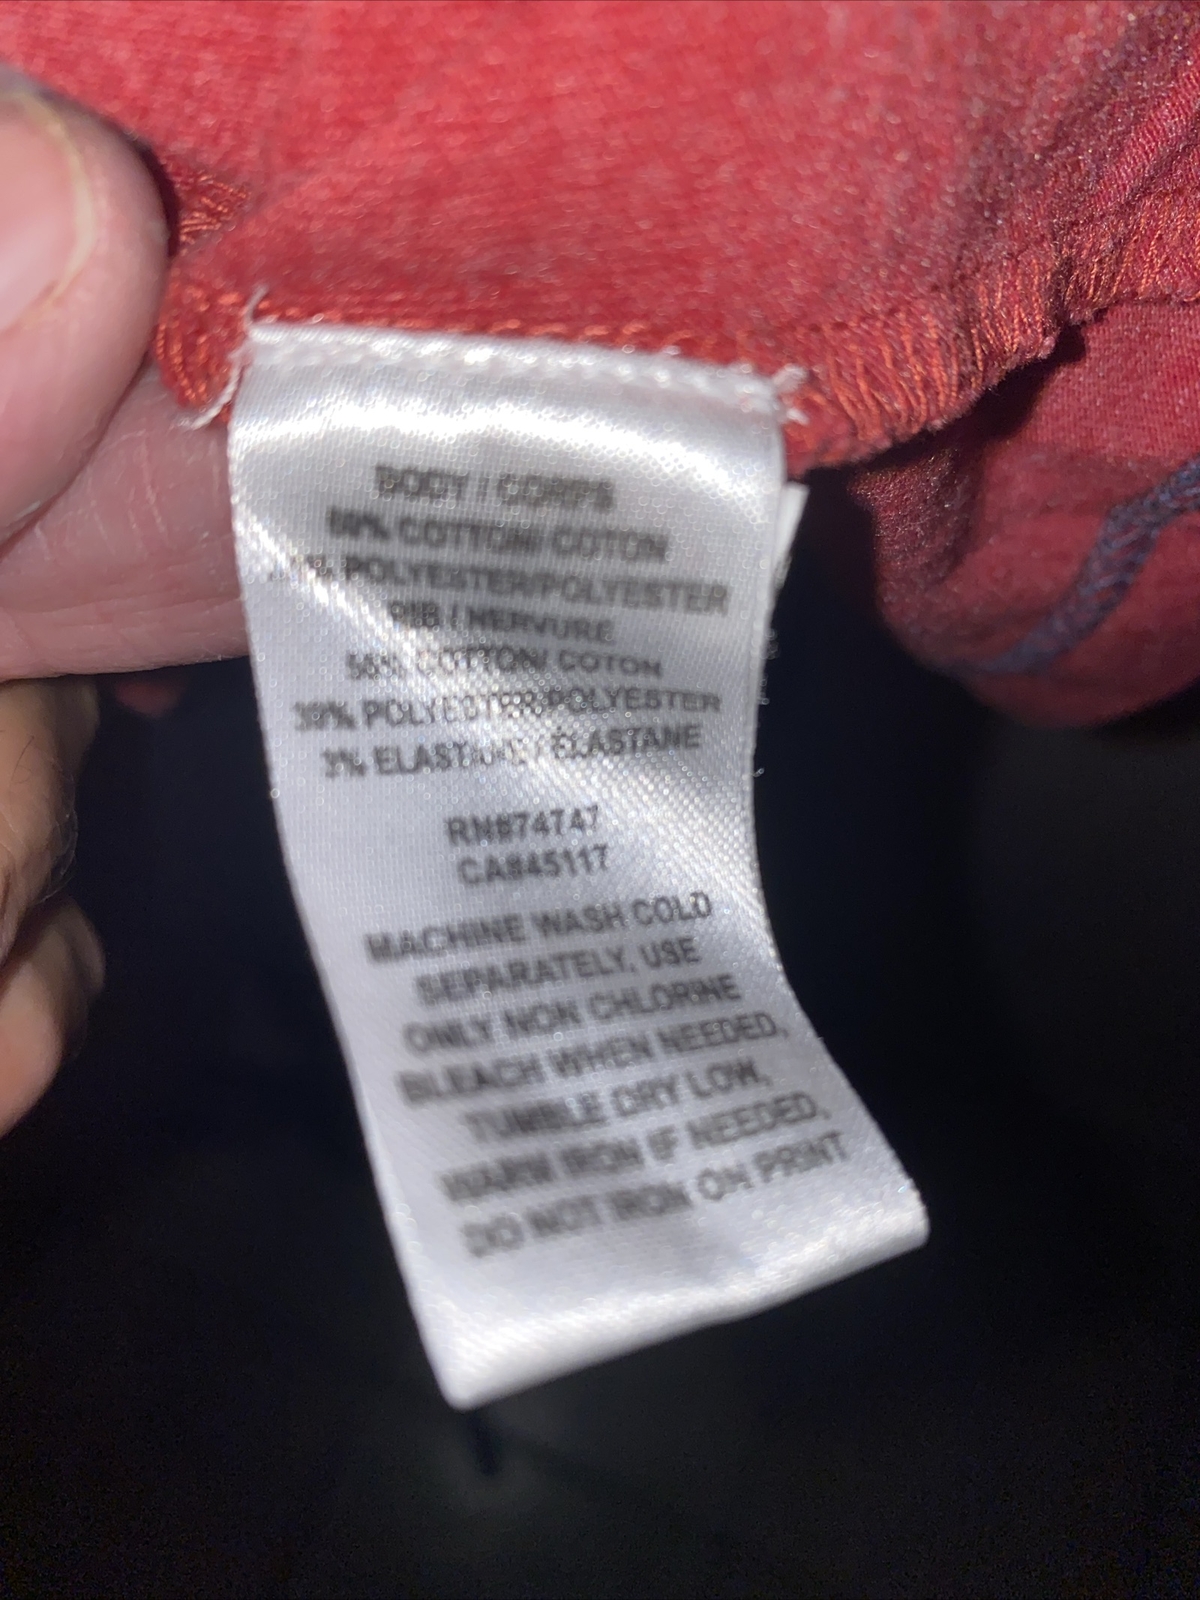 BODY / CORPS
60% COTTON/ COTON
POLYESTER/POLYESTER
RIB / NERVURE
COTTON/ COTON
39% POLYESTER/POLYESTER
3% ELASTANE / ELASTANE
RN#74747
CA#45117
MACHINE WASH COLD
SEPARATELY, USE
ONLY NON CHLORINE
BLEACH WHEN NEEDED,
TUMBLE DRY LOW,
WARM IRON IF NEEDED,
DO NOT IRON ON PRINT